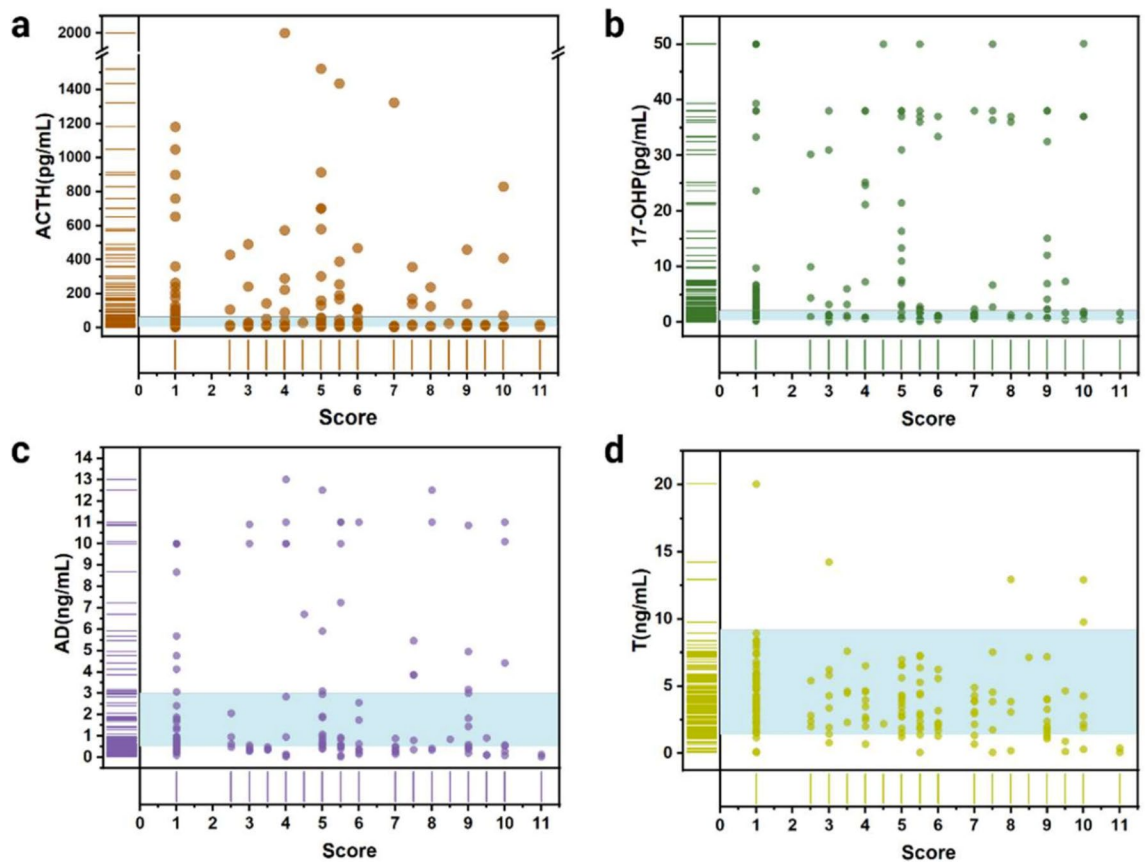 a
2000
1400
1200
1000
800
600
400
200
0
ACTH(pg/mL)
0 1 2 3 4 5 6 7 8 9 10 11
Score
b
50
40
30
20
10
0
17-OHP(pg/mL)
0 1 2 3 4 5 6 7 8 9 10 11
Score
c
14
13
12
11
10
9
8
7
6
5
4
3
2
1
0
AD(ng/mL)
0 1 2 3 4 5 6 7 8 9 10 11
Score
d
20
15
10
5
0
T(ng/mL)
0 1 2 3 4 5 6 7 8 9 10 11
Score